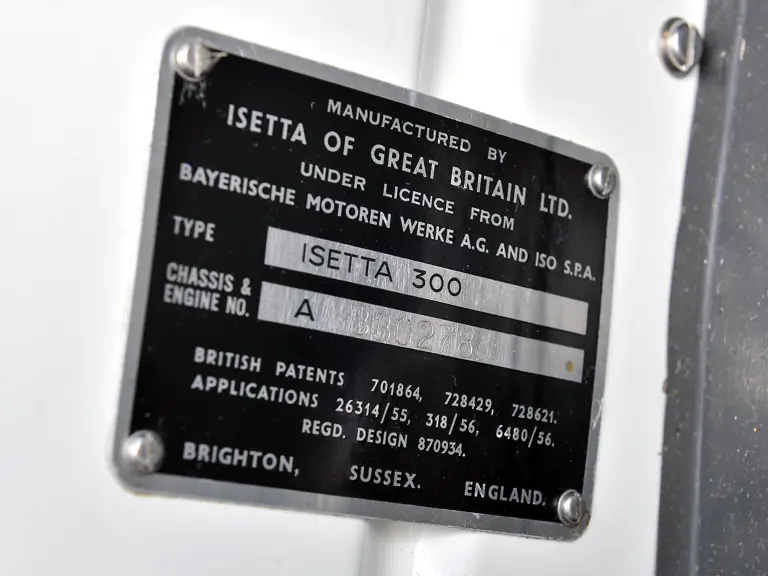 MANUFACTURED BY
ISETTA OF GREAT BRITAIN LTD.
UNDER LICENCE FROM
BAYERISCHE MOTOREN WERKE A.G. AND ISO S.P.A.
TYPE ISETTA 300
CHASSIS &
ENGINE NO. A
BRITISH PATENTS 701864, 728429, 728621.
APPLICATIONS 26314/55, 318/56, 6480/56.
REGD. DESIGN 870934.
BRIGHTON, SUSSEX. ENGLAND.